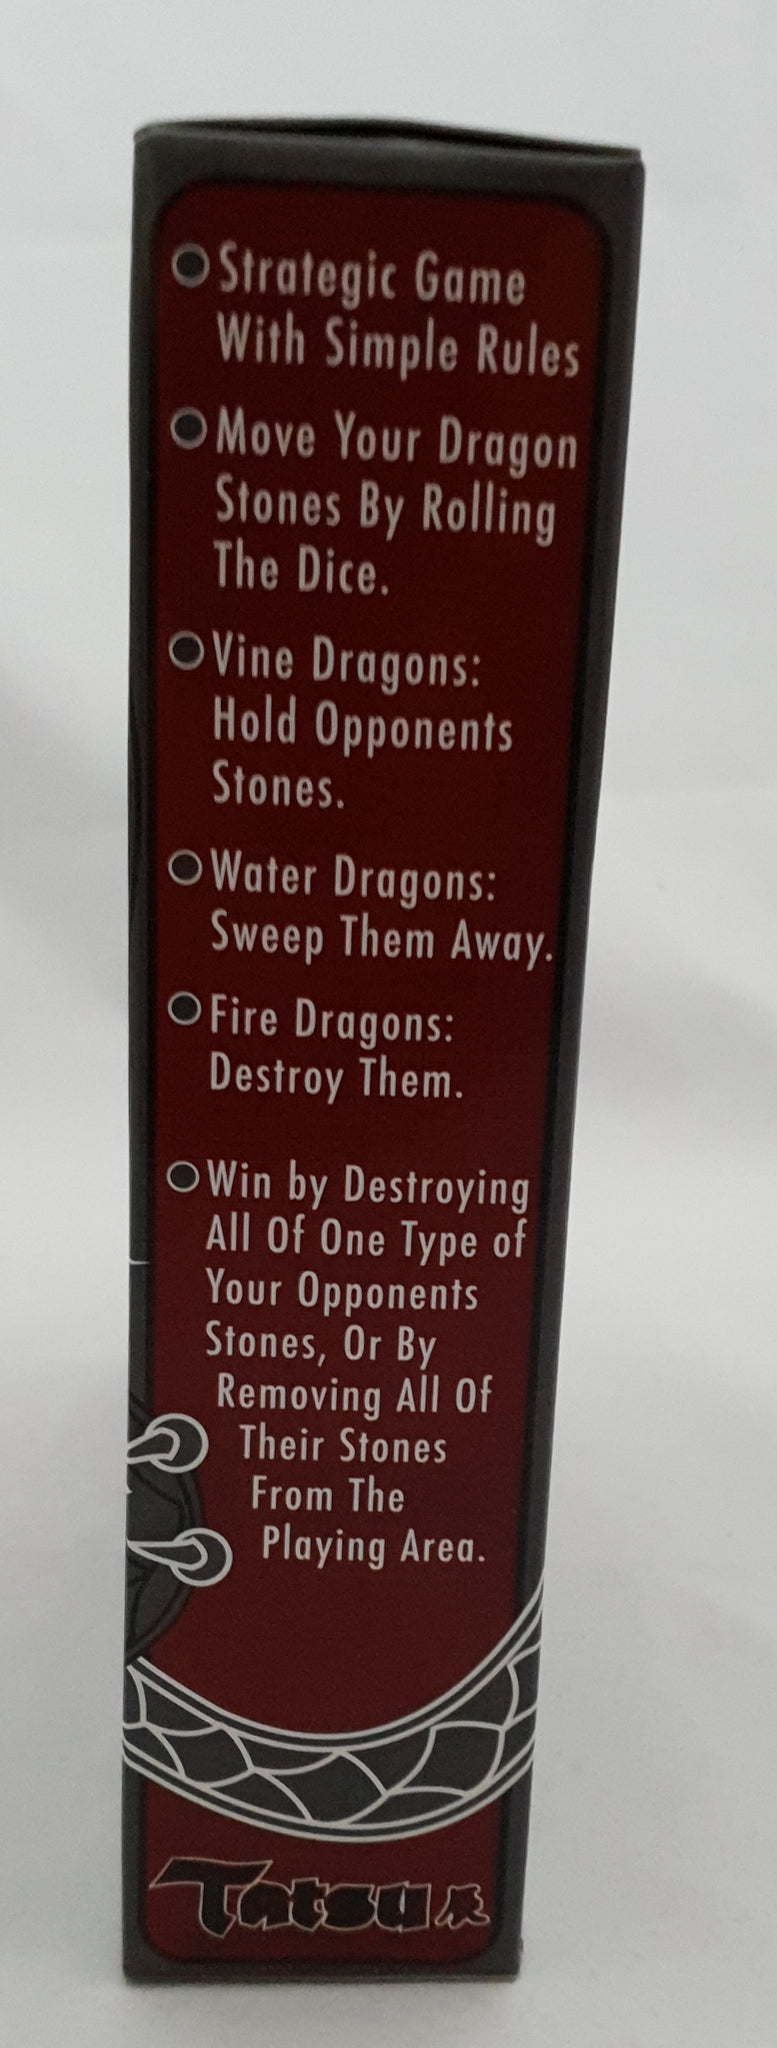 Strategic Game
With Simple Rules
Move Your Dragon
Stones By Rolling
The Dice.
Vine Dragons:
Hold Opponents
Stones.
Water Dragons:
Sweep Them Away.
Fire Dragons:
Destroy Them.
Win by Destroying
All Of One Type of
Your Opponents
Stones, Or By
Removing All Of
Their Stones
From The
Playing Area.
Tatsu